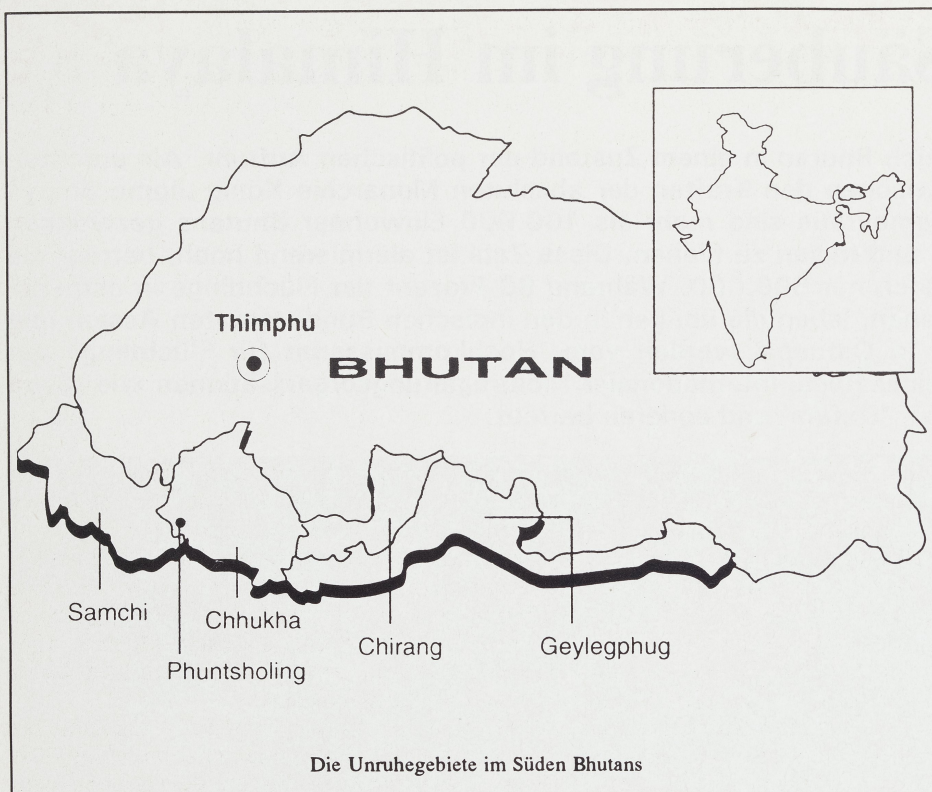 Thimphu
BHUTAN
Samchi
Chhukha
Chirang
Geylegphug
Phuntsholing
Die Unruhegebiete im Süden Bhutans